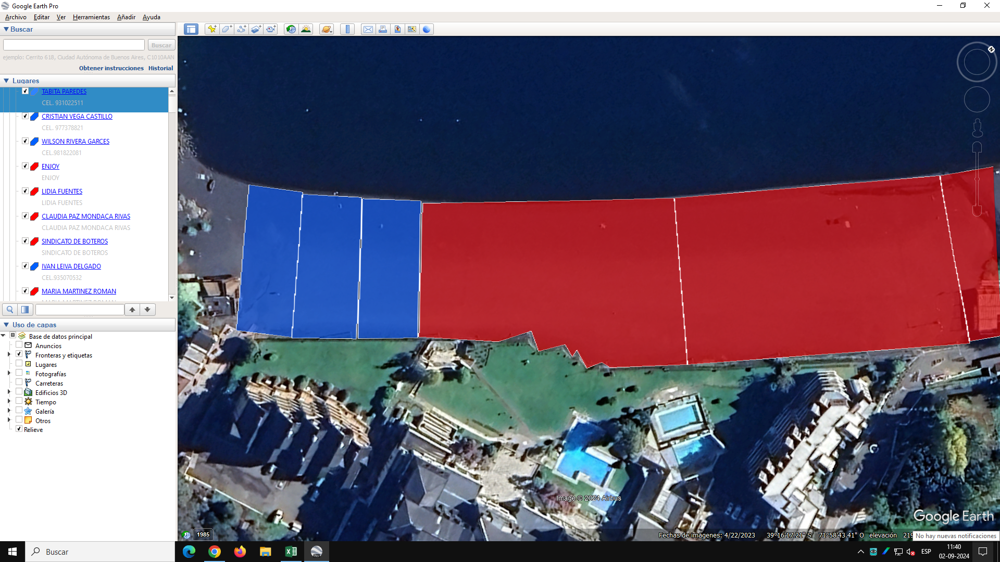 Google Earth Pro
Archivo Editar Ver Herramientas Añadir Ayuda
Buscar
Buscar
ejemplo: Cerrito 618, Ciudad Autónoma de Buenos Aires, C1010AAN
Obtener instrucciones Historial
Lugares
TABITA PAREDES
CEL. 931022511
CRISTIAN VEGA CASTILLO
CEL. 977378821
WILSON RIVERA GARCES
CEL.981822081
ENJOY
ENJOY
LIDIA FUENTES
LIDIA FUENTES
CLAUDIA PAZ MONDACA RIVAS
CLAUDIA PAZ MONDACA RIVAS
SINDICATO DE BOTEROS
SINDICATO DE BOTEROS
IVAN LEIVA DELGADO
CEL.935070532
MARIA MARTINEZ ROMAN
Uso de capas
Base de datos principal
Anuncios
Fronteras y etiquetas
Lugares
Fotografías
Carreteras
Edificios 3D
Tiempo
Galería
Otros
Relieve
N
Image © 2024 Airbus
Google Earth
1985
Fechas de imágenes: 4/22/2023 39°16'17.21" S 71°58'43.41" O elevación 219
No hay nuevas notificaciones
Buscar
Pro
ESP
11:40
02-09-2024